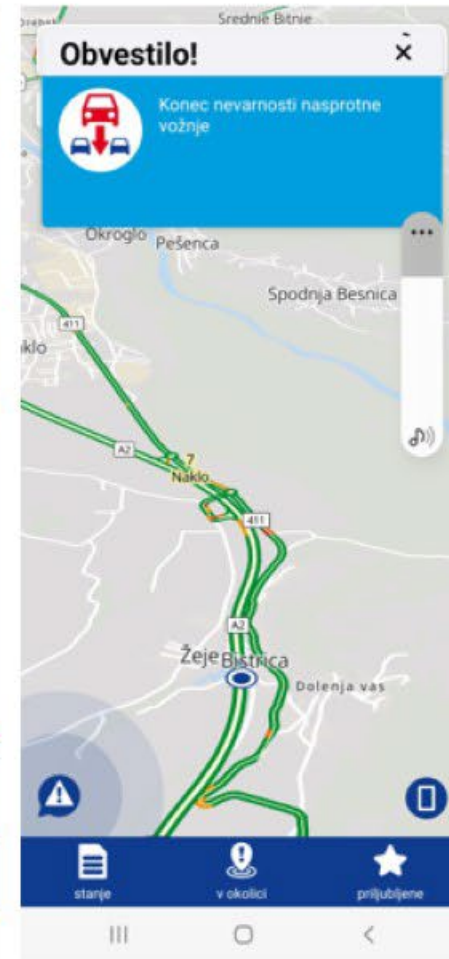 Srednje Bitnje
Obvestilo!
Konec nevarnosti nasprotne
vožnje
Okroglo
Pešenca
Spodnja Besnica
411
klo
A2
7
Naklo
411
A2
Žeje
Bistrica
Dolenja vas
stanje
v okolici
priljubljene